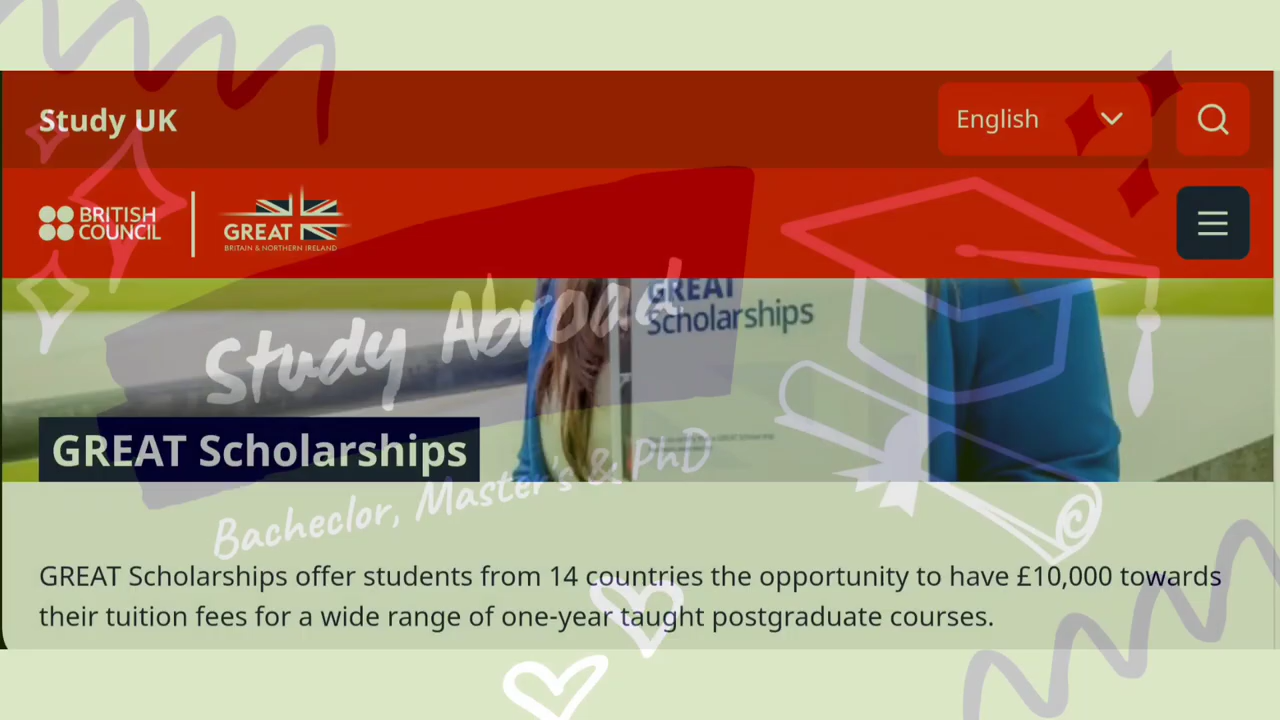 Study UK
English
BRITISH
COUNCIL
GREAT
BRITAIN & NORTHERN IRELAND
GREAT
Scholarships
Study Abroad
GREAT Scholarships
Bacheclor, Master's & PhD
GREAT Scholarships offer students from 14 countries the opportunity to have £10,000 towards
their tuition fees for a wide range of one-year taught postgraduate courses.